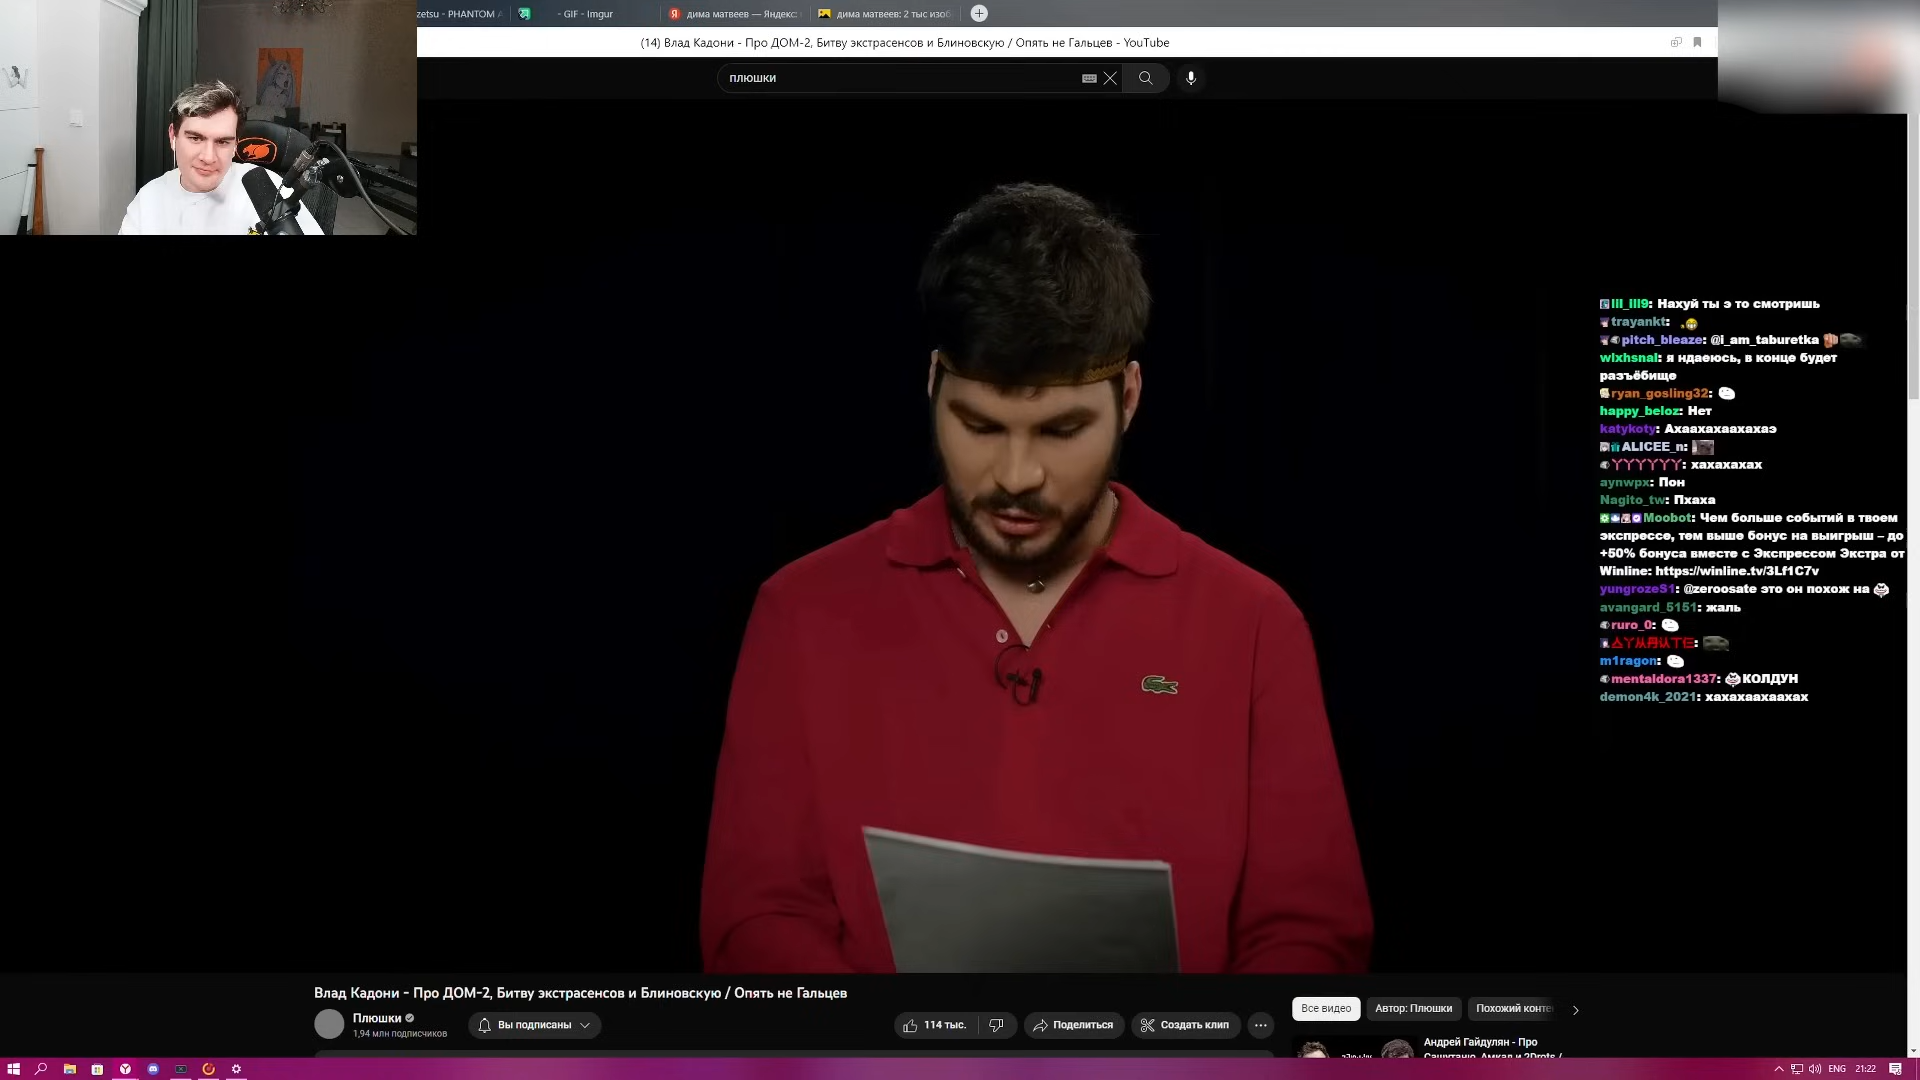 zetsu - PHANTOM
- GIF - Imgur
дима матвеев — Яндекс:
дима матвеев: 2 тыс изоб
(14) Влад Кадони - Про ДОМ-2, Битву экстрасенсов и Блиновскую / Опять не Гальцев - YouTube
плюшки
lll_lll9: Нахуй ты э то смотришь
trayankt:
pitch_bleaze: @i_am_taburetka
wixhsnal: я ндаеюсь, в конце будет
разъёбище
ryan_gosling32:
happy_beloz: Нет
katykoty: Ахаахахаахахаэ
ALICEE_n:
YYYYYY: хахахахах
aynwpx: Пон
Nagito_tw: Пхаха
Moobot: Чем больше событий в твоем
экспрессе, тем выше бонус на выигрыш – до
+50% бонуса вместе с Экспрессом Экстра от
Winline: https://winline.tv/3Lf1C7v
yungrozeS1: @zeroosate это он похож на
avangard_5151: жаль
ruro_0:
m1ragon:
mentaldora1337: КОЛДУН
demon4k_2021: хахахаахаахах
Влад Кадони - Про ДОМ-2, Битву экстрасенсов и Блиновскую / Опять не Гальцев
Плюшки
1,94 млн подписчиков
Вы подписаны
114 тыс.
Поделиться
Создать клип
Все видео
Автор: Плюшки
Похожий конте
Андрей Гайдулян - Про
Сашутаню, Амкал и 2Drots /
ENG
21:22